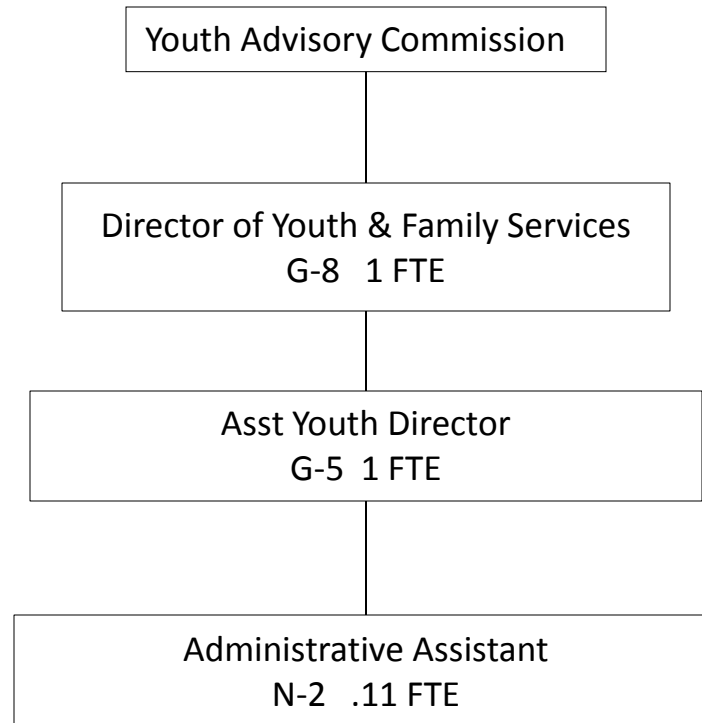 Youth Advisory Commission
Director of Youth & Family Services
G-8 1 FTE
Asst Youth Director
G-5 1 FTE
Administrative Assistant
N-2 .11 FTE